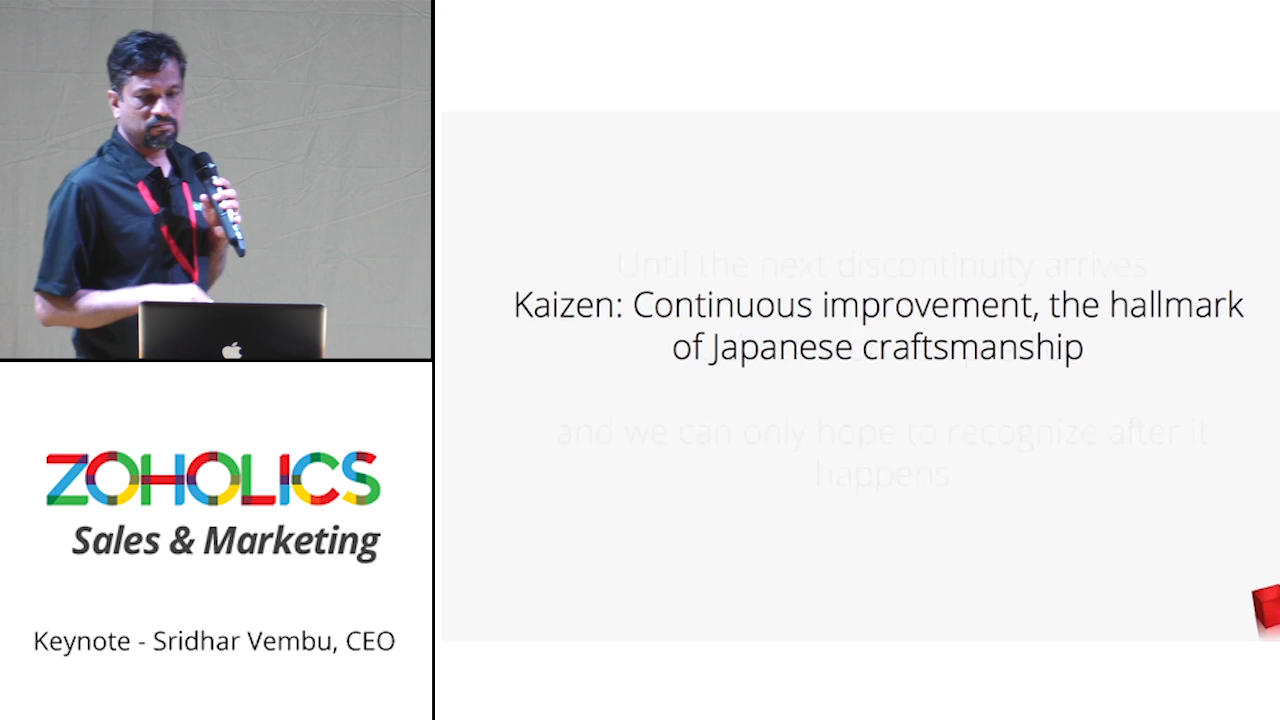 ZOHOLICS
Sales & Marketing
Keynote - Sridhar Vembu, CEO
Until the next discontinuity arrives
Kaizen: Continuous improvement, the hallmark
of Japanese craftsmanship
and we can only hope to recognize after it
happens